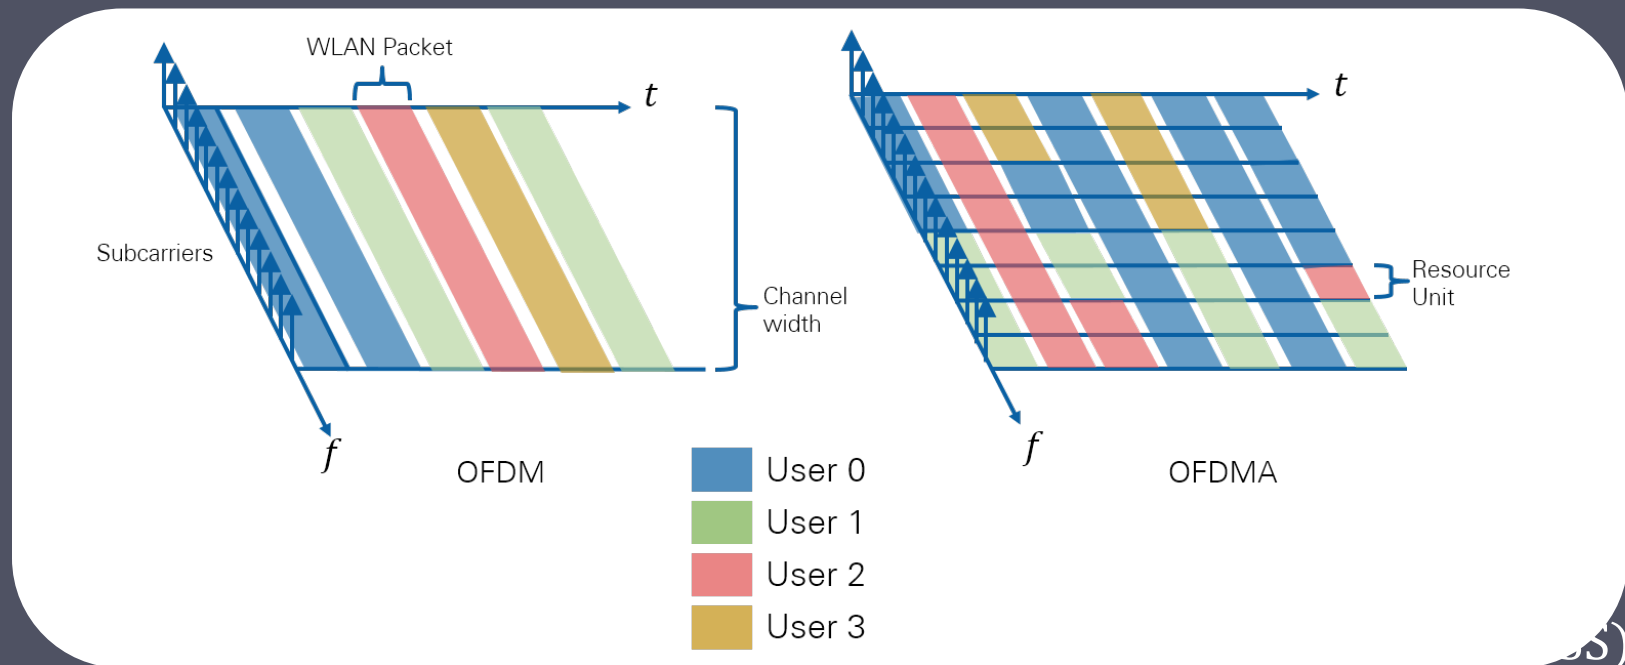 WLAN Packet
t
t
Subcarriers
Channel
width
Resource
Unit
f
f
OFDM
OFDMA
User 0
User 1
User 2
User 3